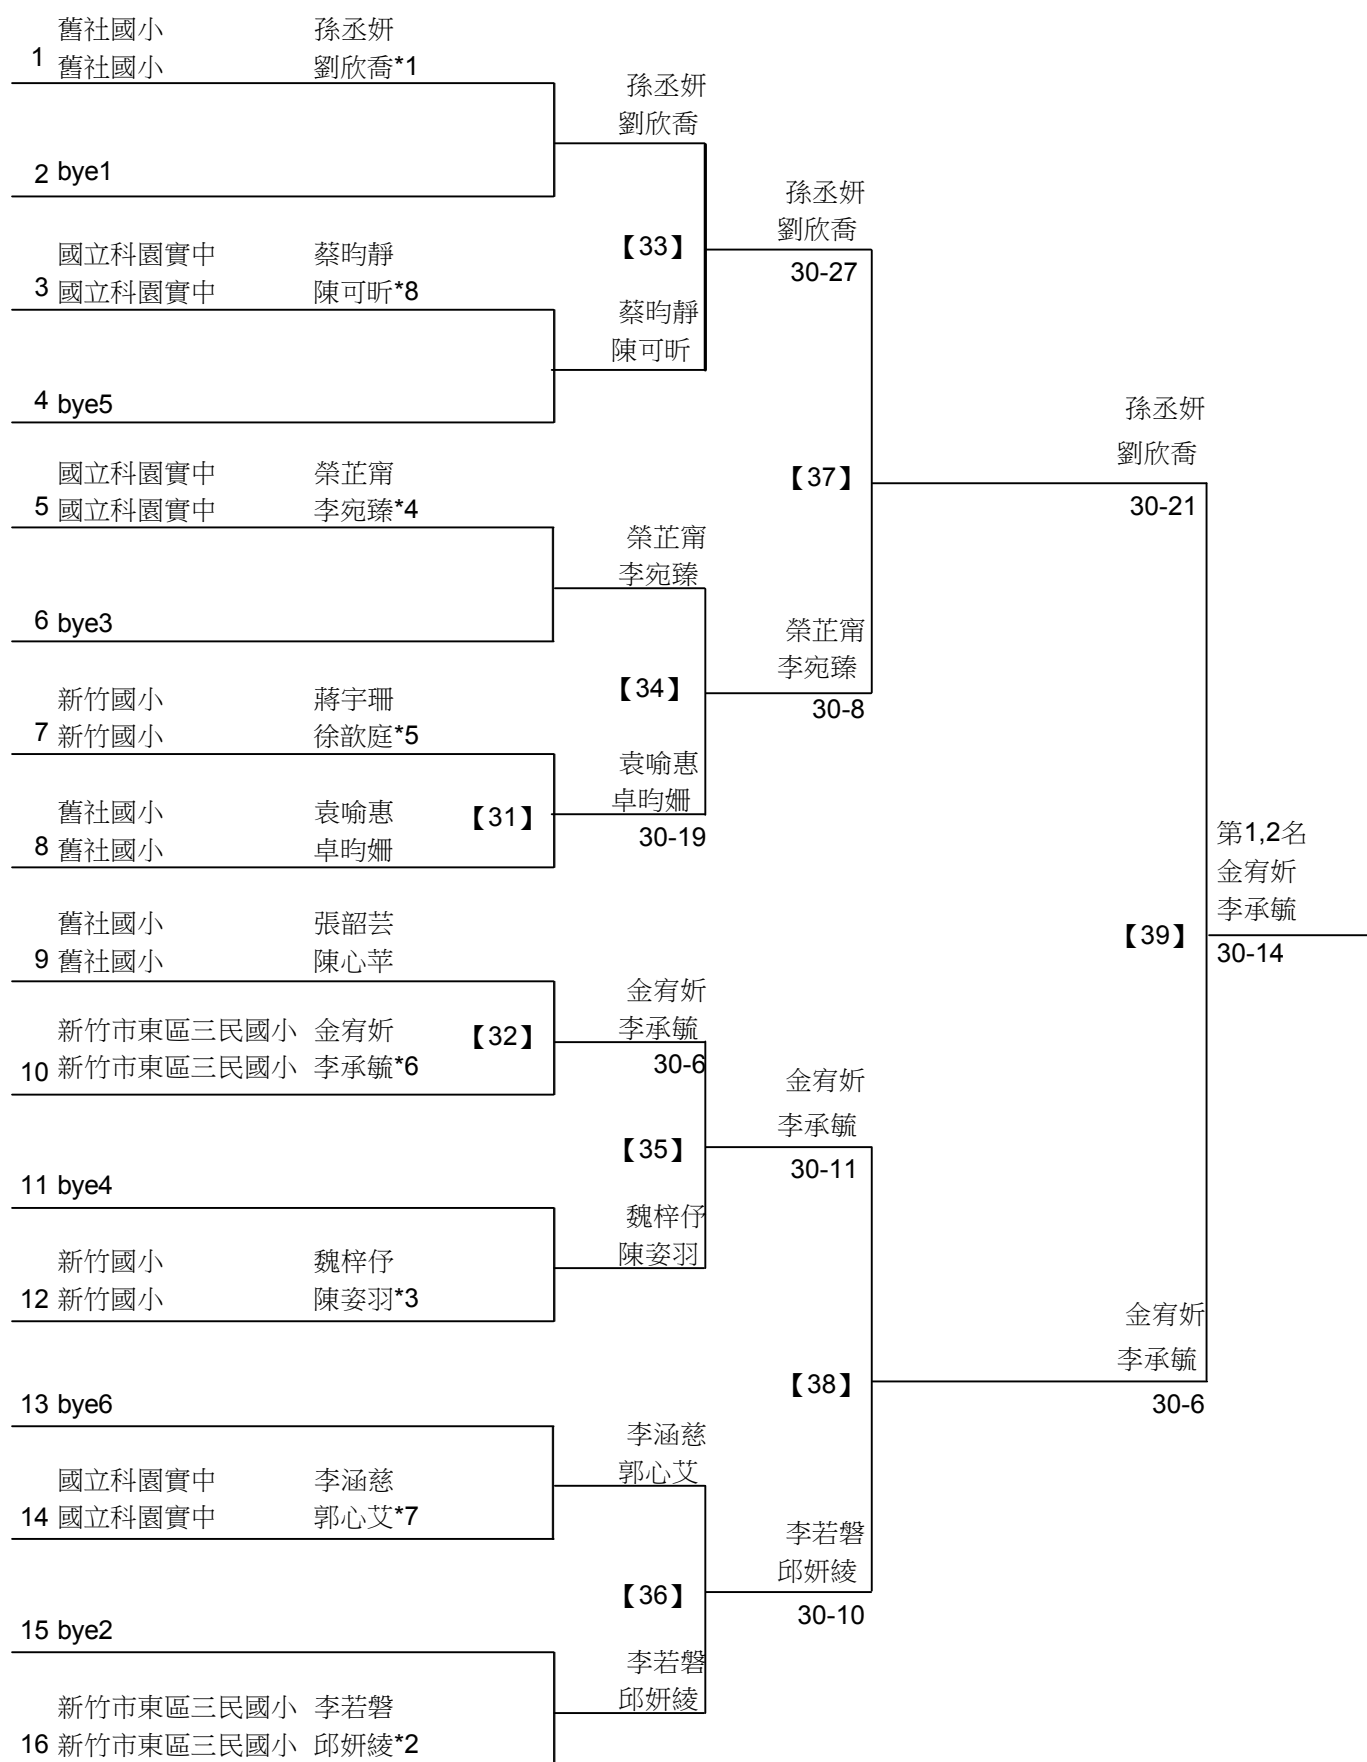 舊社國小 孫丞妍
1 舊社國小 劉欣喬*1
孫丞妍
劉欣喬
2 bye1
孫丞妍
劉欣喬
【33】
30-27
國立科園實中 蔡昀靜
3 國立科園實中 陳可昕*8
蔡昀靜
陳可昕
4 bye5
孫丞妍
劉欣喬
【37】
30-21
國立科園實中 榮芷甯
5 國立科園實中 李宛臻*4
榮芷甯
李宛臻
6 bye3
榮芷甯
李宛臻
【34】
30-8
新竹國小 蔣宇珊
7 新竹國小 徐歆庭*5
袁喻惠
卓昀姍
舊社國小 袁喻惠 【31】
8 舊社國小 卓昀姍
30-19
第1,2名
金宥妡
李承毓
【39】
30-14
舊社國小 張韶芸
9 舊社國小 陳心苹
金宥妡
李承毓
新竹市東區三民國小 金宥妡 【32】
10 新竹市東區三民國小 李承毓*6
30-6
金宥妡
李承毓
【35】
30-11
11 bye4
魏梓伃
陳姿羽
新竹國小 魏梓伃
12 新竹國小 陳姿羽*3
金宥妡
李承毓
【38】
30-6
13 bye6
李涵慈
郭心艾
國立科園實中 李涵慈
14 國立科園實中 郭心艾*7
李若磐
邱妍綾
【36】
30-10
15 bye2
李若磐
邱妍綾
新竹市東區三民國小 李若磐
16 新竹市東區三民國小 邱妍綾*2